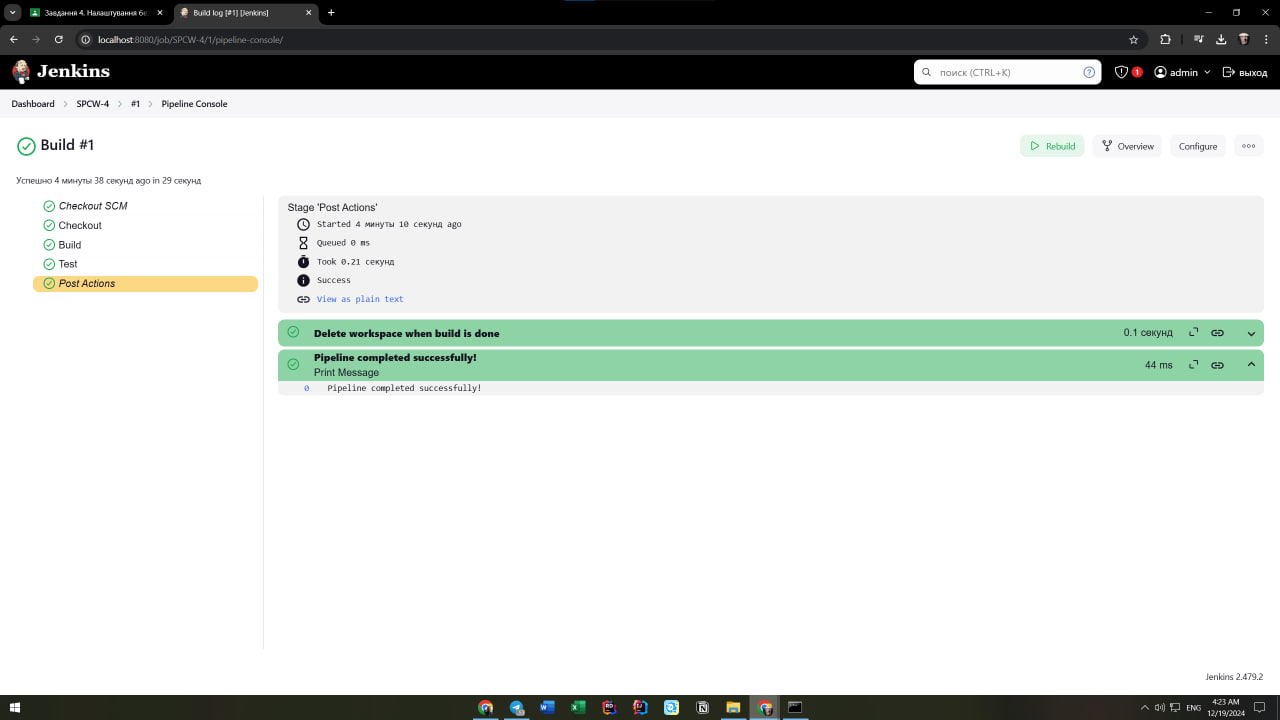 Завдання 4. Налаштування бе
Build log [#1] [Jenkins]
localhost:8080/job/SPCW-4/1/pipeline-console/
Jenkins
поиск (CTRL+K)
1
admin
выход
Dashboard
SPCW-4
#1
Pipeline Console
Build #1
Rebuild
Overview
Configure
Успешно 4 минуты 38 секунд ago in 29 секунд
Checkout SCM
Checkout
Build
Test
Post Actions
Stage 'Post Actions'
Started 4 минуты 10 секунд ago
Queued 0 ms
Took 0.21 секунд
Success
View as plain text
Delete workspace when build is done
0.1 секунд
Pipeline completed successfully!
Print Message
44 ms
0 Pipeline completed successfully!
Jenkins 2.479.2
ENG
4:23 AM
12/19/2024